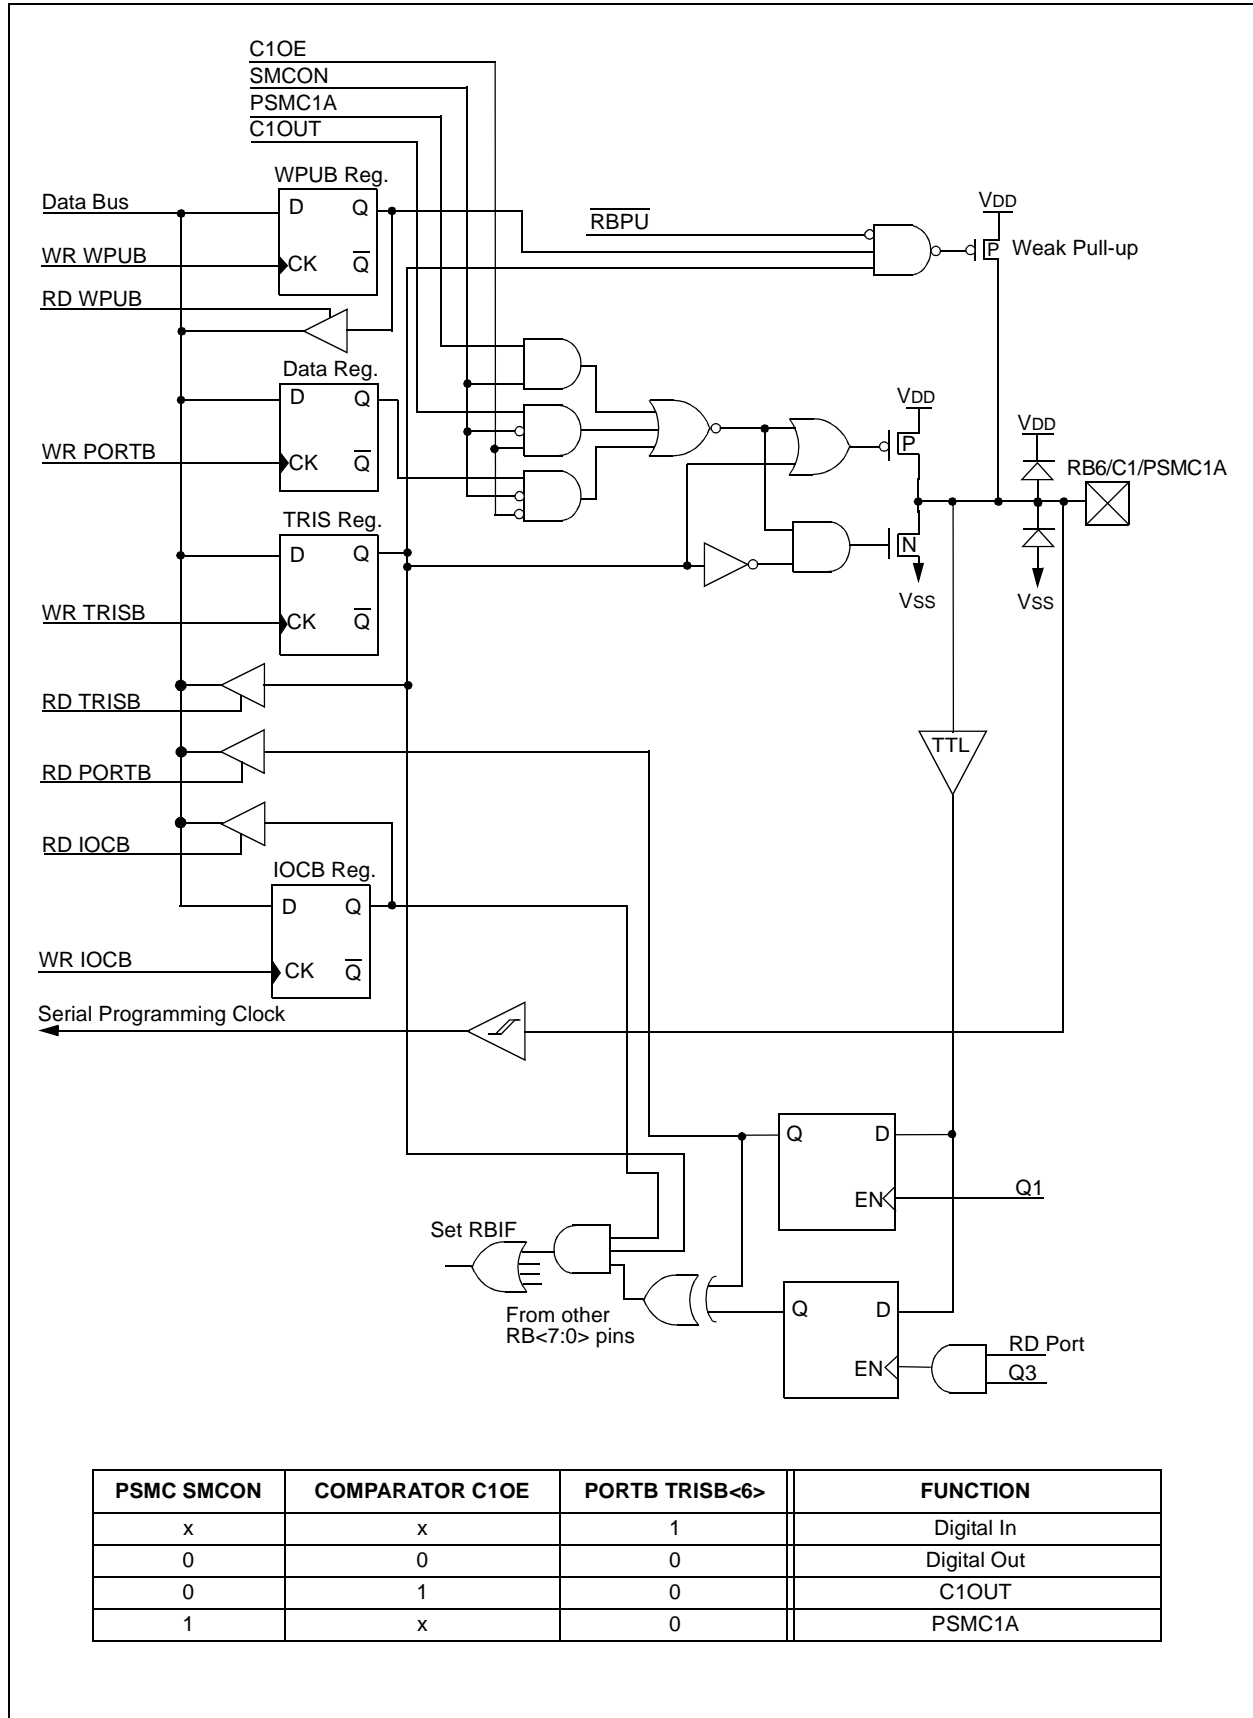 C1OE
SMCON
PSMC1A
C1OUT
WPUB Reg.
Data Bus
D Q
WR WPUB
CK Q̅
RD WPUB
R̅B̅P̅U̅
VDD
P
Weak Pull-up
Data Reg.
D Q
WR PORTB
CK Q̅
VDD
P
VDD
RB6/C1/PSMC1A
TRIS Reg.
D Q
N
WR TRISB
CK Q̅
VSS
VSS
RD TRISB
TTL
RD PORTB
RD IOCB
IOCB Reg.
D Q
WR IOCB
CK Q̅
Serial Programming Clock
Q D
EN
Q1
Set RBIF
From other
RB<7:0> pins
Q D
EN
RD Port
Q3
PSMC SMCON COMPARATOR C1OE PORTB TRISB<6> FUNCTION
x x 1 Digital In
0 0 0 Digital Out
0 1 0 C1OUT
1 x 0 PSMC1A